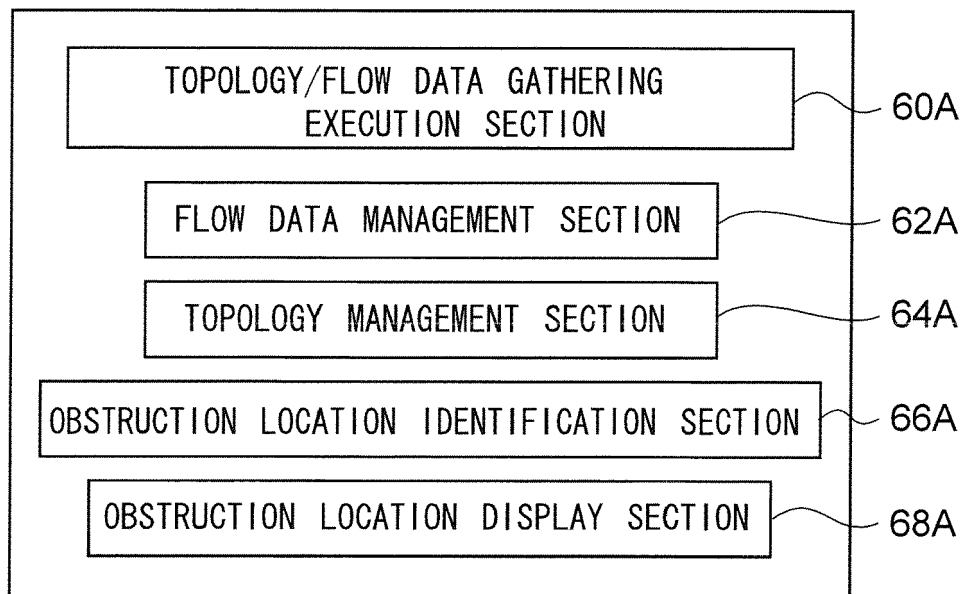 TOPOLOGY/FLOW DATA GATHERING
EXECUTION SECTION
60A
FLOW DATA MANAGEMENT SECTION
62A
TOPOLOGY MANAGEMENT SECTION
64A
OBSTRUCTION LOCATION IDENTIFICATION SECTION
66A
OBSTRUCTION LOCATION DISPLAY SECTION
68A